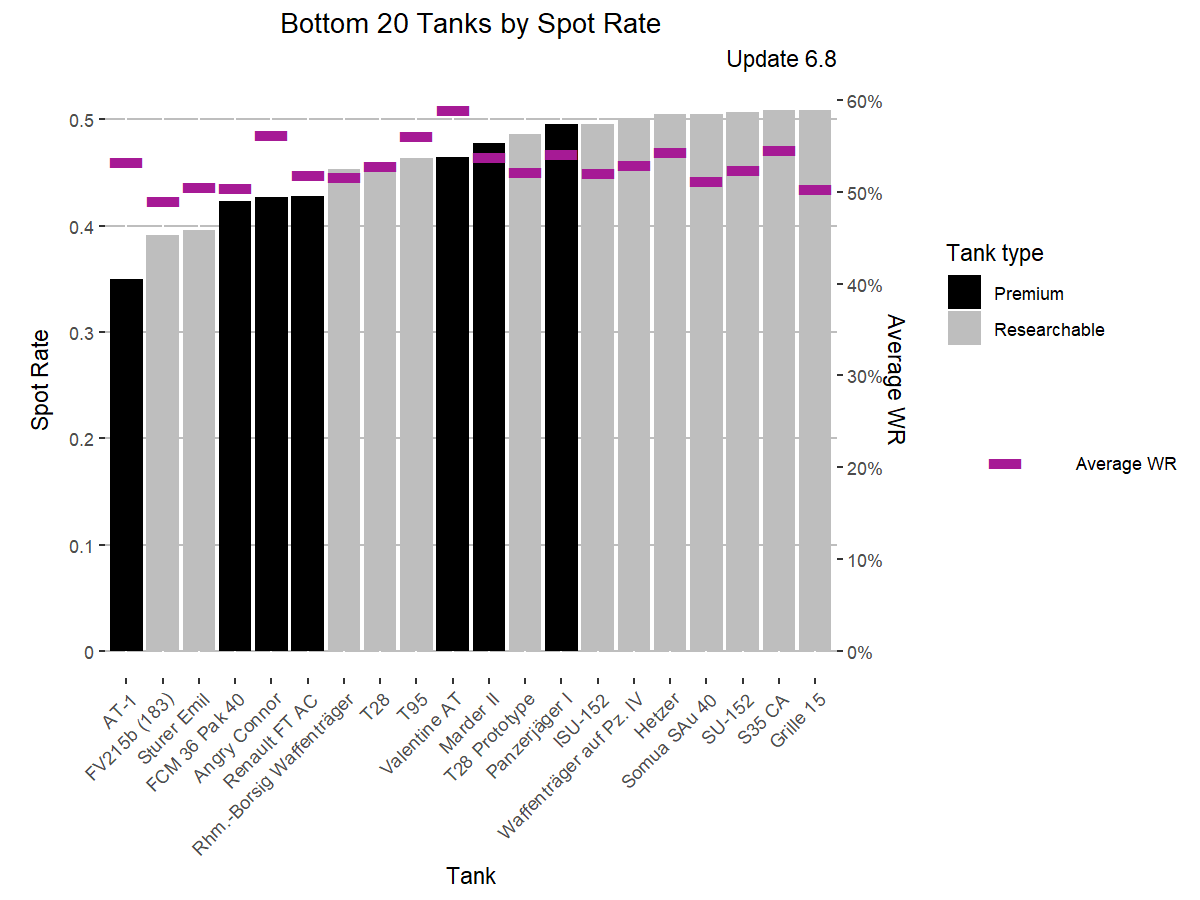 Bottom 20 Tanks by Spot Rate
Update 6.8
Spot Rate
0.5
0.4
0.3
0.2
0.1
0
60%
50%
40%
30%
20%
10%
0%
Average WR
AT-1
FV215b (183)
Sturer Emil
FCM 36 Pak 40
Angry Connor
Renault FT AC
Rhm.-Borsig Waffenträger
T28
T95
Valentine AT
Marder II
T28 Prototype
Panzerjäger I
ISU-152
Waffenträger auf Pz. IV
Hetzer
Somua SAu 40
SU-152
S35 CA
Grille 15
Tank
Tank type
Premium
Researchable
Average WR